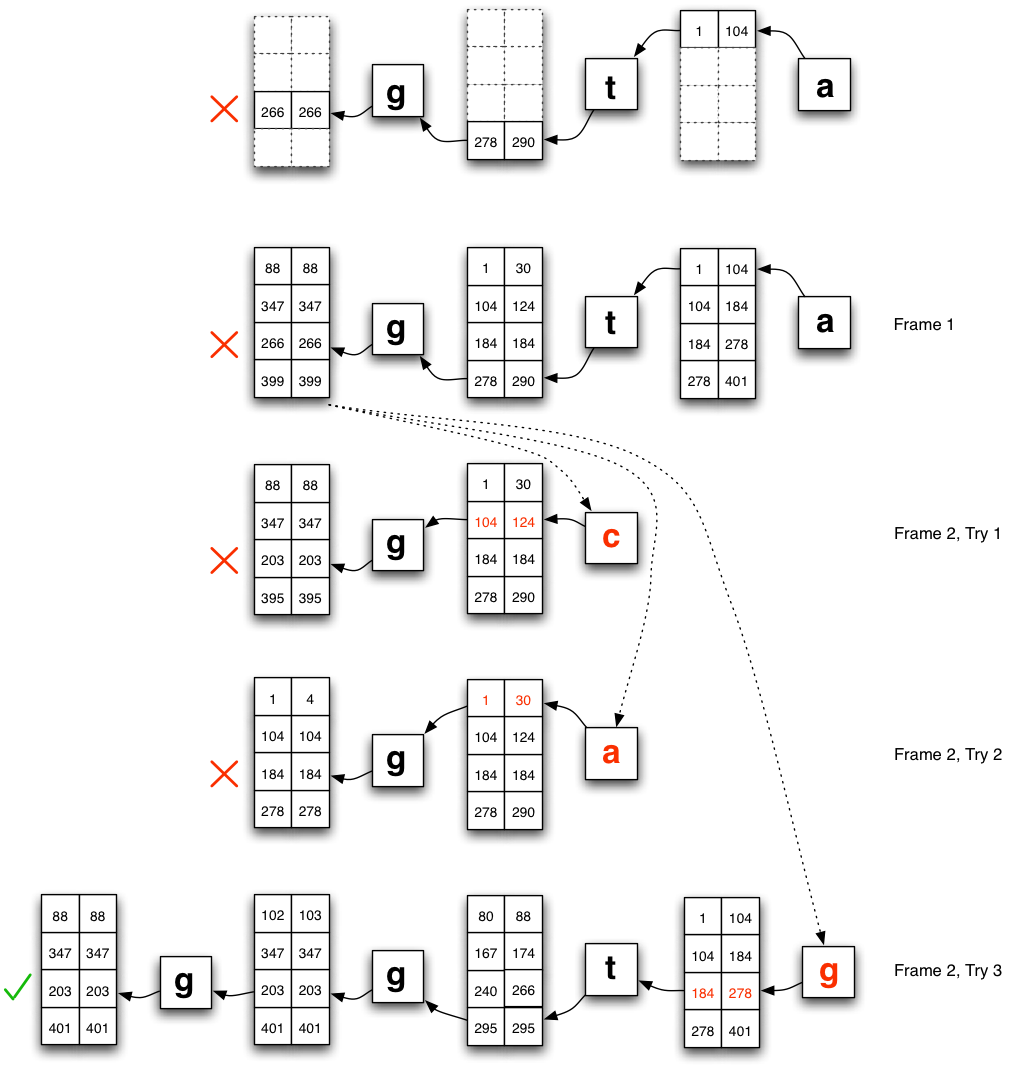 1 104
g t a
266 266
278 290
88 88 1 30 1 104
347 347 104 124 104 184
g t a Frame 1
266 266 184 184 184 278
399 399 278 290 278 401
88 88 1 30
347 347 104 124
g c Frame 2, Try 1
203 203 184 184
395 395 278 290
1 4 1 30
104 104 104 124
g a Frame 2, Try 2
184 184 184 184
278 278 278 290
88 88 102 103 80 88 1 104
347 347 347 347 167 174 104 184
g g t g Frame 2, Try 3
203 203 203 203 240 266 184 278
401 401 401 401 295 295 278 401